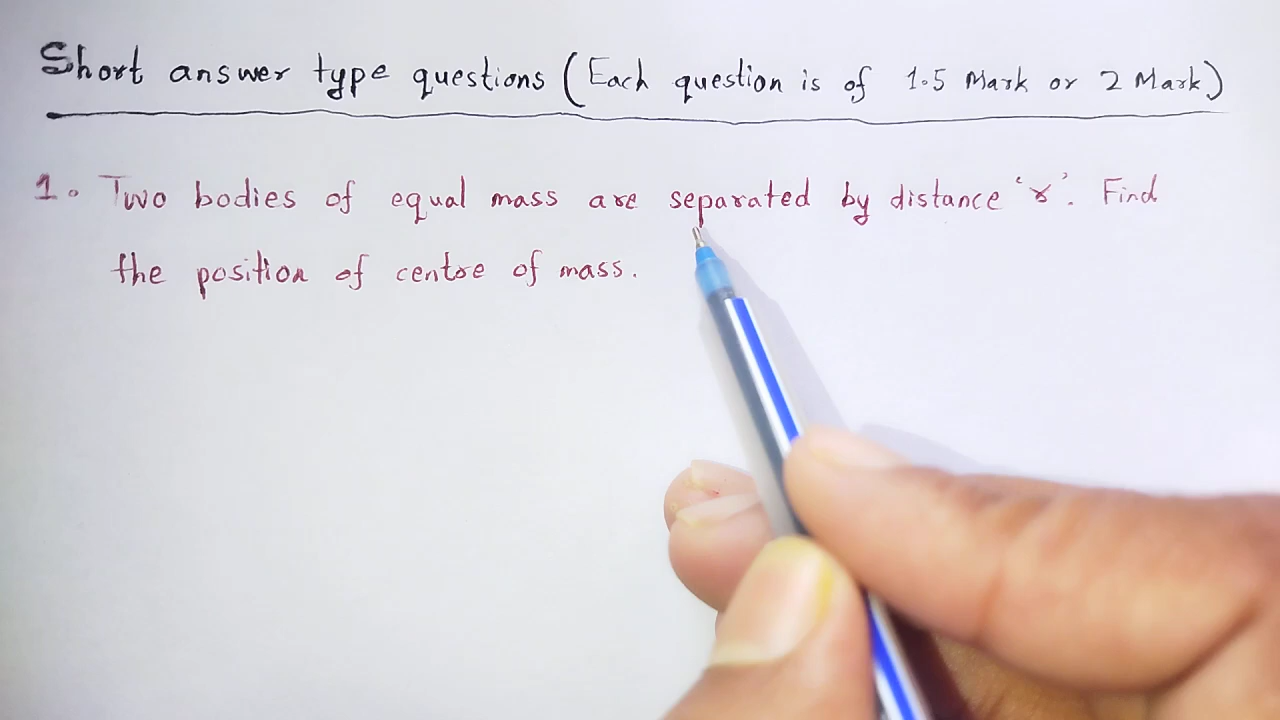 Short answer type questions (Each question is of 1.5 Mark or 2 Mark)
1. Two bodies of equal mass are separated by distance 'r'. Find
the position of centre of mass.